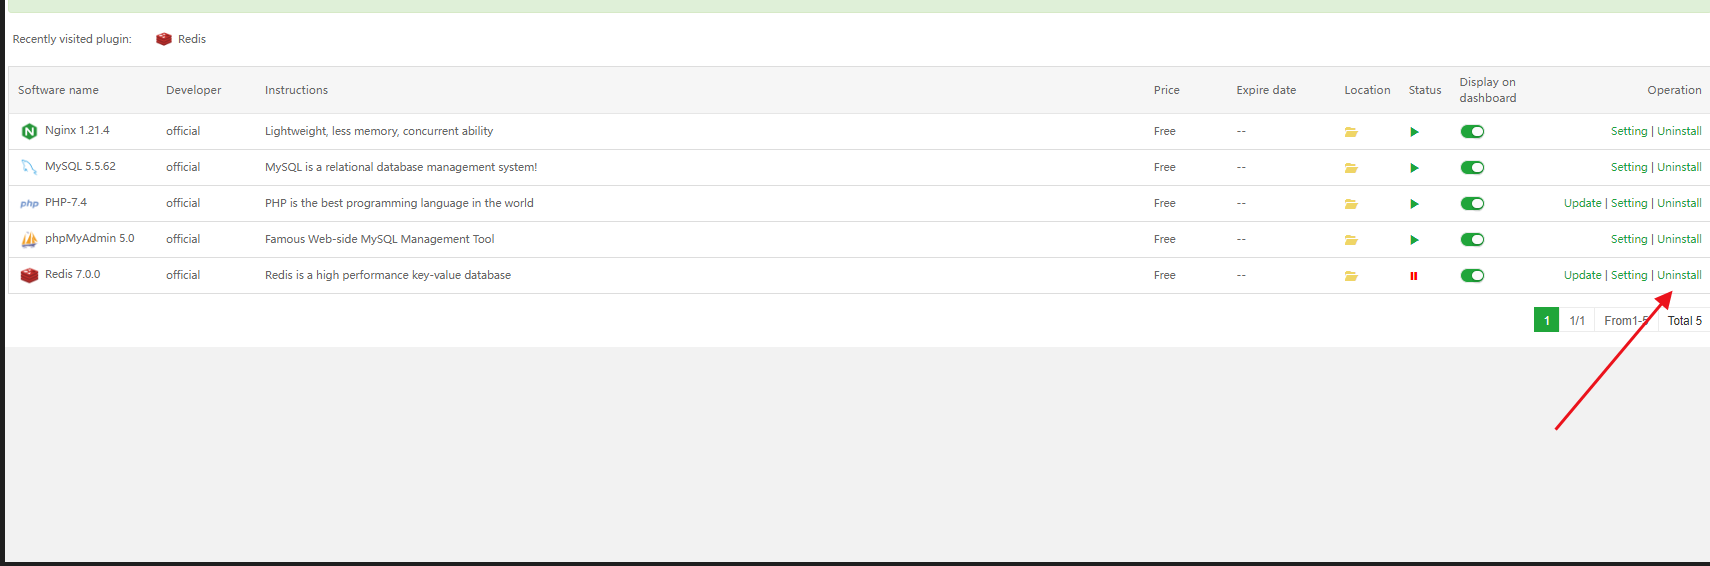 Recently visited plugin: Redis
Software name Developer Instructions Price Expire date Location Status Display on dashboard Operation
Nginx 1.21.4 official Lightweight, less memory, concurrent ability Free -- Setting | Uninstall
MySQL 5.5.62 official MySQL is a relational database management system! Free -- Setting | Uninstall
php PHP-7.4 official PHP is the best programming language in the world Free -- Update | Setting | Uninstall
phpMyAdmin 5.0 official Famous Web-side MySQL Management Tool Free -- Setting | Uninstall
Redis 7.0.0 official Redis is a high performance key-value database Free -- Update | Setting | Uninstall
1 1/1 From1-5 Total 5